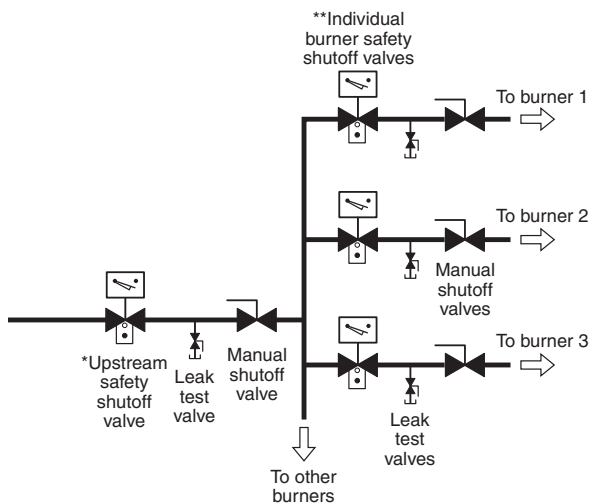 **Individual
burner safety
shutoff valves
To burner 1
To burner 2
Manual
shutoff
valves
To burner 3
*Upstream
safety
shutoff
valve
Leak
test
valve
Manual
shutoff
valve
Leak
test
valves
To other
burners